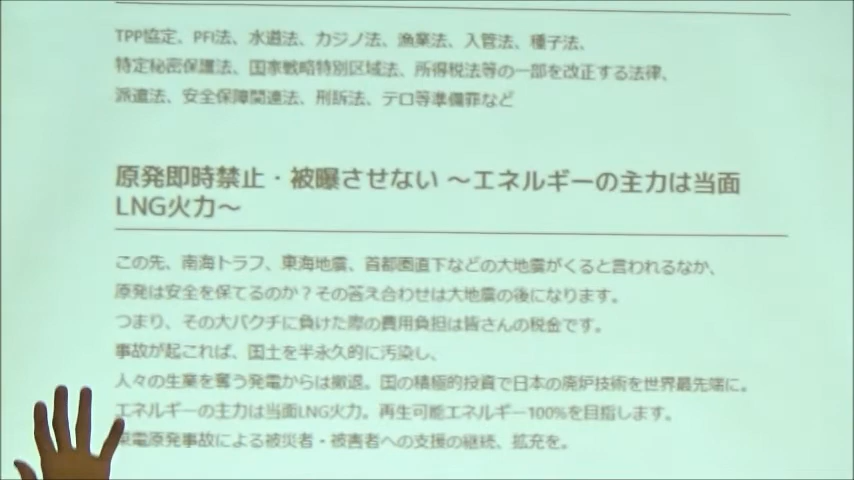 TPP協定、PFI法、水道法、カジノ法、漁業法、入管法、種子法、
特定秘密保護法、国家戦略特別区域法、所得税法等の一部を改正する法律、
派遣法、安全保障関連法、刑訴法、テロ等準備罪など
原発即時禁止・被曝させない ～エネルギーの主力は当面
LNG火力～
この先、南海トラフ、東海地震、首都圏直下などの大地震がくると言われるなか、
原発は安全を保てるのか？その答え合わせは大地震の後になります。
つまり、その大バクチに負けた際の費用負担は皆さんの税金です。
事故が起これば、国土を半永久的に汚染し、
人々の生業を奪う発電からは撤退。国の積極的投資で日本の廃炉技術を世界最先端に。
エネルギーの主力は当面LNG火力。再生可能エネルギー100%を目指します。
東電原発事故による被災者・被害者への支援の継続、拡充を。